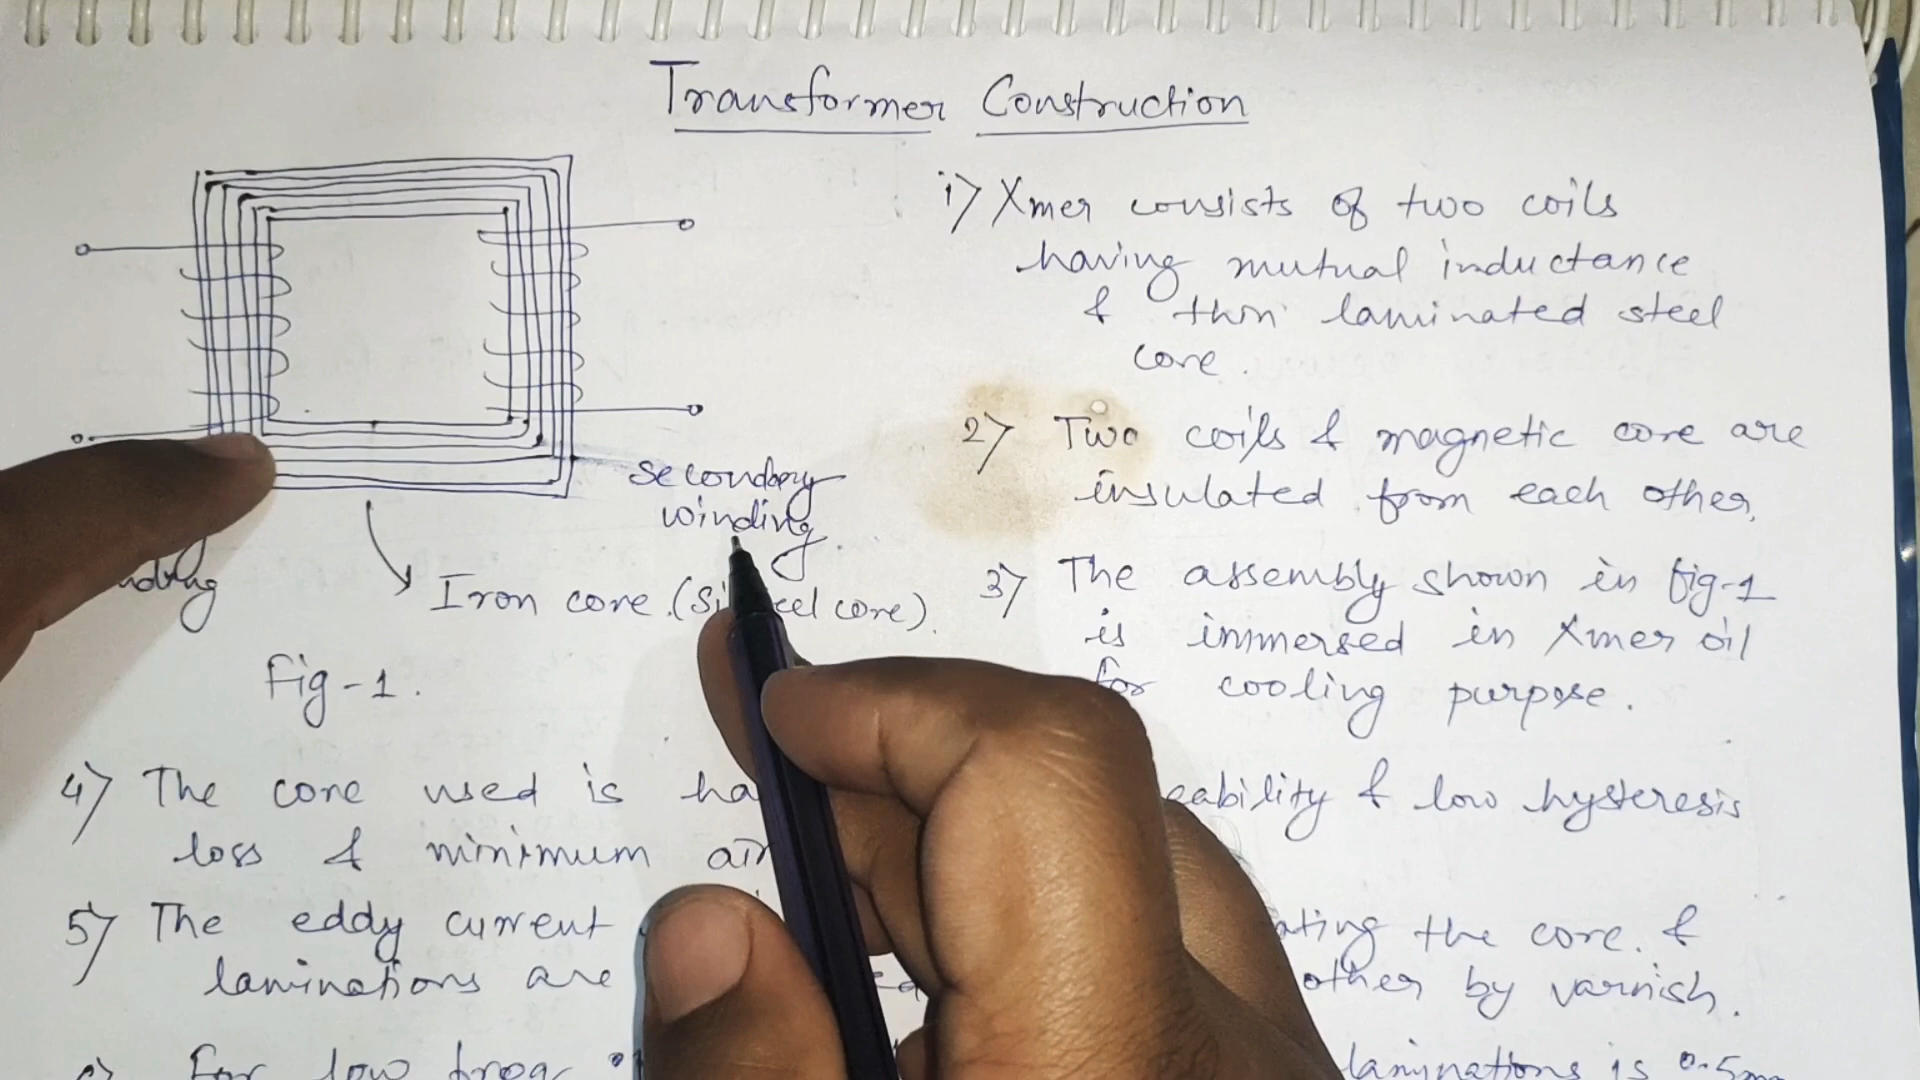 Transformer Construction
1) Xmer consists of two coils
having mutual inductance
& thin laminated steel
core.
2) Two coils & magnetic core are
insulated from each other.
3) The assembly shown in fig-1
is immersed in Xmer oil
for cooling purpose.
secondary
winding
Iron core. (core).
Fig-1.
4) The core used is & low hysteresis
loss & minimum
5) The eddy current the core. &
laminations are other by varnish.
For low laminations is